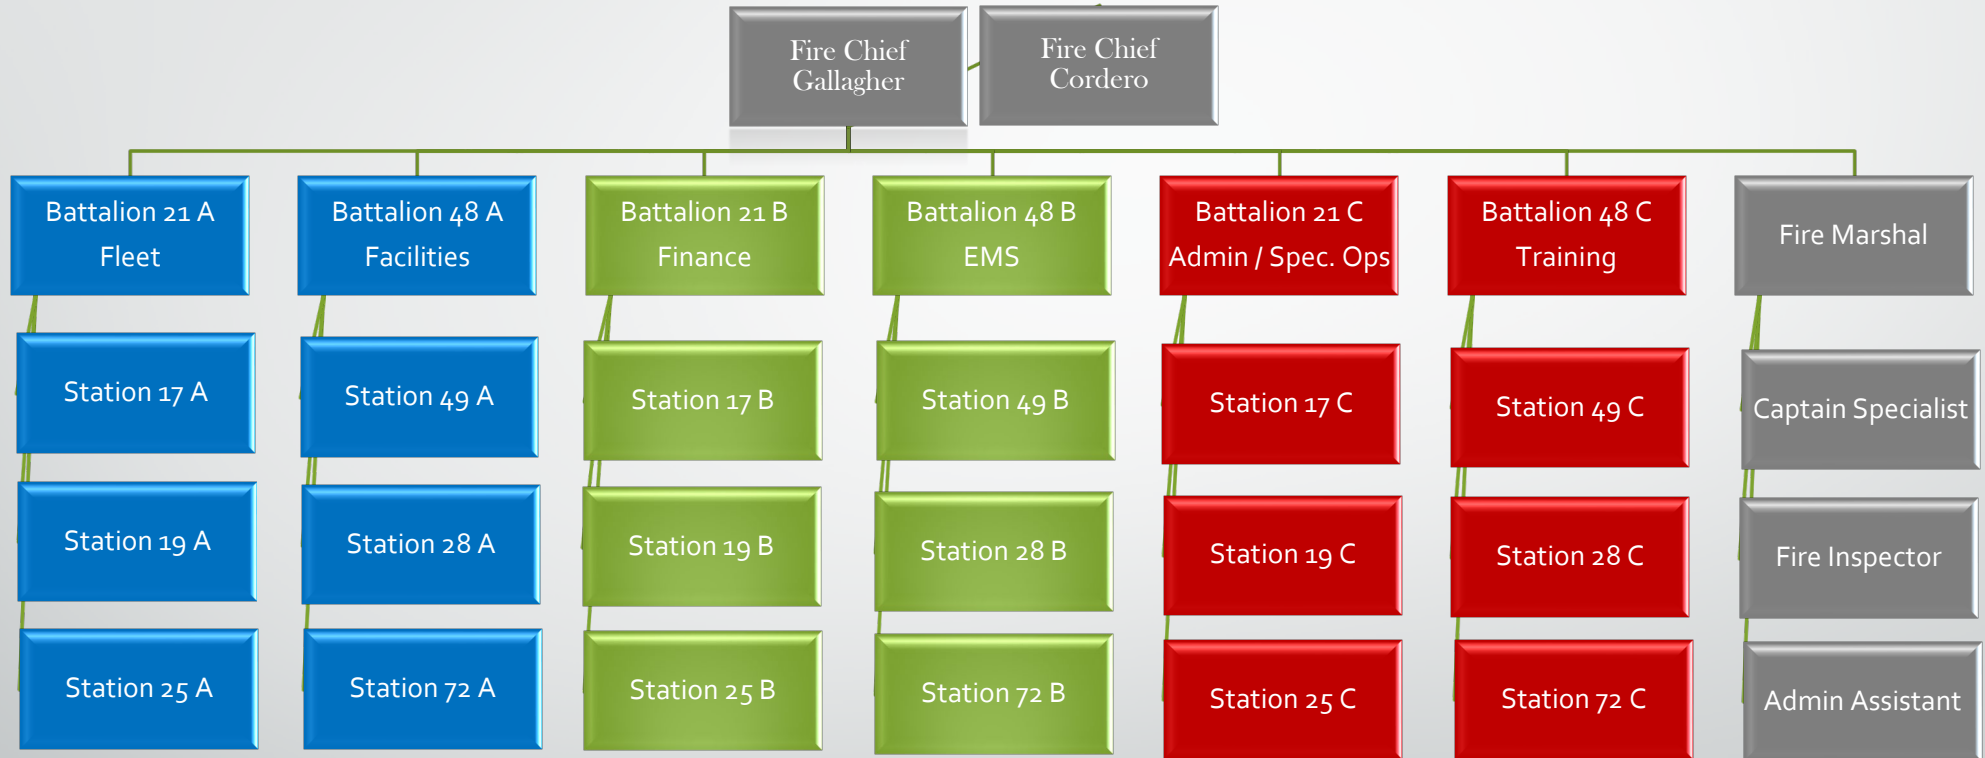 Fire Chief
Gallagher
Fire Chief
Cordero
Battalion 21 A
Fleet
Battalion 48 A
Facilities
Battalion 21 B
Finance
Battalion 48 B
EMS
Battalion 21 C
Admin / Spec. Ops
Battalion 48 C
Training
Fire Marshal
Station 17 A
Station 49 A
Station 17 B
Station 49 B
Station 17 C
Station 49 C
Captain Specialist
Station 19 A
Station 28 A
Station 19 B
Station 28 B
Station 19 C
Station 28 C
Fire Inspector
Station 25 A
Station 72 A
Station 25 B
Station 72 B
Station 25 C
Station 72 C
Admin Assistant